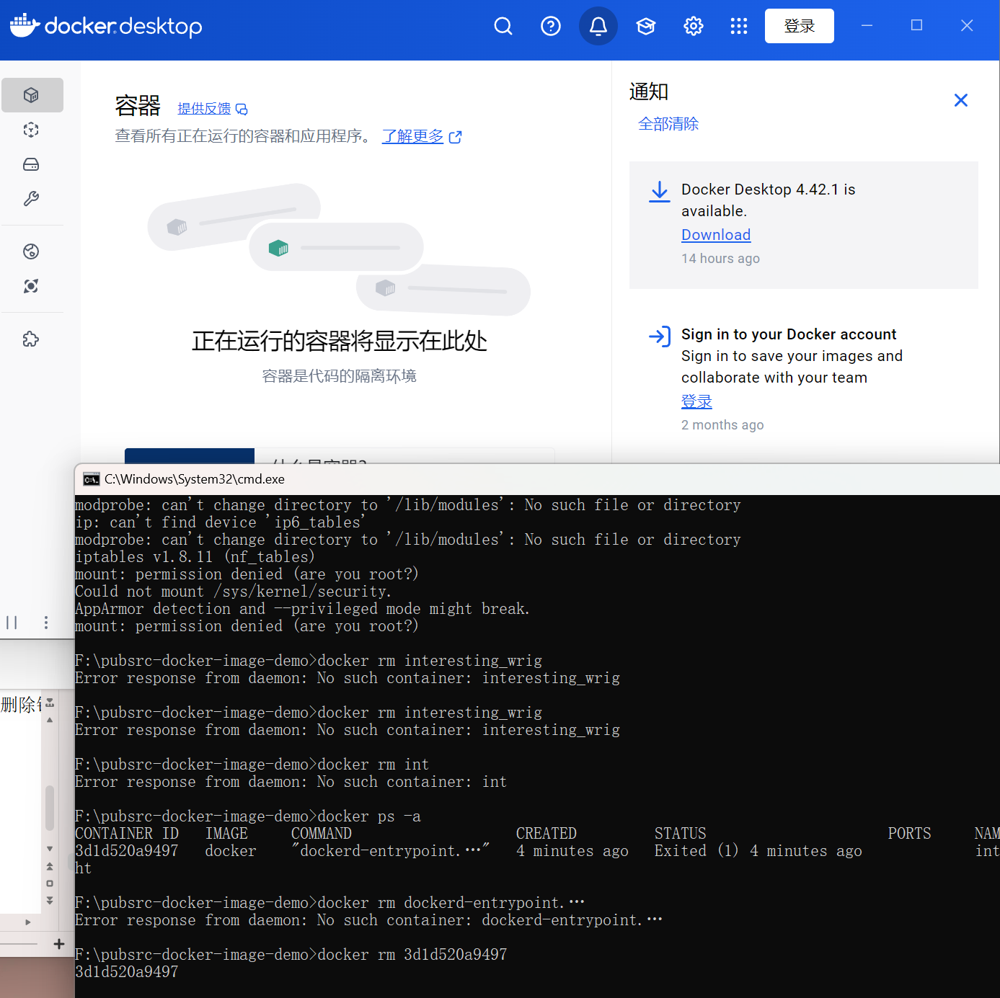 docker desktop
登录
容器
提供反馈
查看所有正在运行的容器和应用程序。 了解更多
正在运行的容器将显示在此处
容器是代码的隔离环境
通知
全部清除
Docker Desktop 4.42.1 is
available.
Download
14 hours ago
Sign in to your Docker account
Sign in to save your images and
collaborate with your team
登录
2 months ago
C:\Windows\System32\cmd.exe
modprobe: can't change directory to '/lib/modules': No such file or directory
ip: can't find device 'ip6_tables'
modprobe: can't change directory to '/lib/modules': No such file or directory
iptables v1.8.11 (nf_tables)
mount: permission denied (are you root?)
Could not mount /sys/kernel/security.
AppArmor detection and --privileged mode might break.
mount: permission denied (are you root?)
F:\pubsrc-docker-image-demo>docker rm interesting_wrig
Error response from daemon: No such container: interesting_wrig
F:\pubsrc-docker-image-demo>docker rm interesting_wrig
Error response from daemon: No such container: interesting_wrig
F:\pubsrc-docker-image-demo>docker rm int
Error response from daemon: No such container: int
F:\pubsrc-docker-image-demo>docker ps -a
CONTAINER ID IMAGE COMMAND CREATED STATUS PORTS NAM
3d1d520a9497 docker "dockerd-entrypoint.…" 4 minutes ago Exited (1) 4 minutes ago int
ht
F:\pubsrc-docker-image-demo>docker rm dockerd-entrypoint.…
Error response from daemon: No such container: dockerd-entrypoint.…
F:\pubsrc-docker-image-demo>docker rm 3d1d520a9497
3d1d520a9497
删除